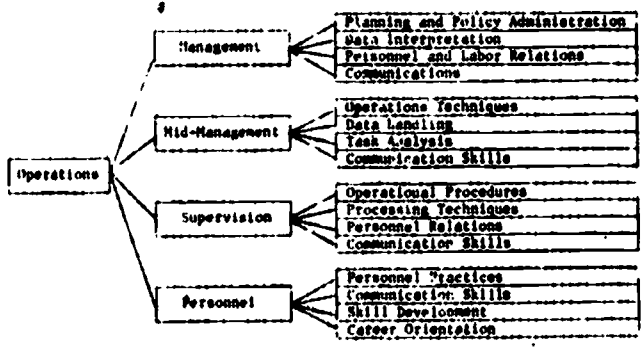 Management
Planning and Policy Administration
Data Interpretation
Personnel and Labor Relations
Communications
Mid-Management
Operations Techniques
Data Handling
Task Analysis
Communication Skills
Operations
Supervision
Operational Procedures
Processing Techniques
Personnel Relations
Communication Skills
Personnel
Personnel Practices
Communication Skills
Skill Development
Career Orientation